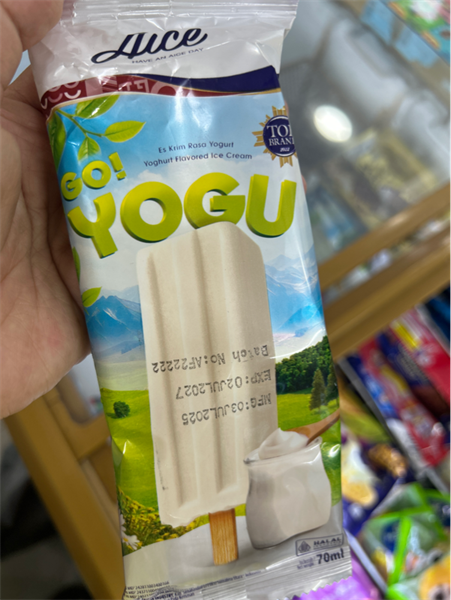 Aice
HAVE AN AICE DAY
Es Krim Rasa Yogurt
Yoghurt Flavored Ice Cream
TOP
BRAND
GO!
YOGU
MFG:03JUL2025
EXP:02JUL2027
Batch No:AF22222
HALAL
70ml